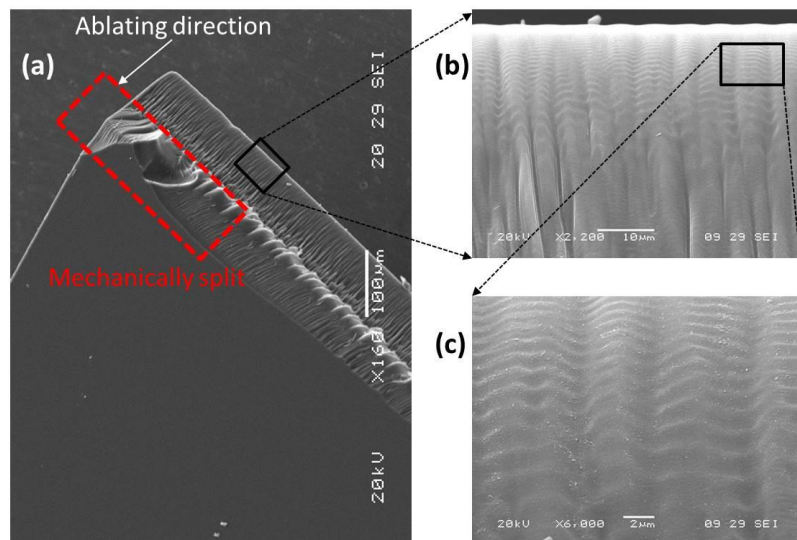 Ablating direction
(a)
Mechanically split
20kV X160 100μm 20 29 SEI
(b)
20kV X2,200 10μm 09 29 SEI
(c)
20kV X6,000 2μm 09 29 SEI